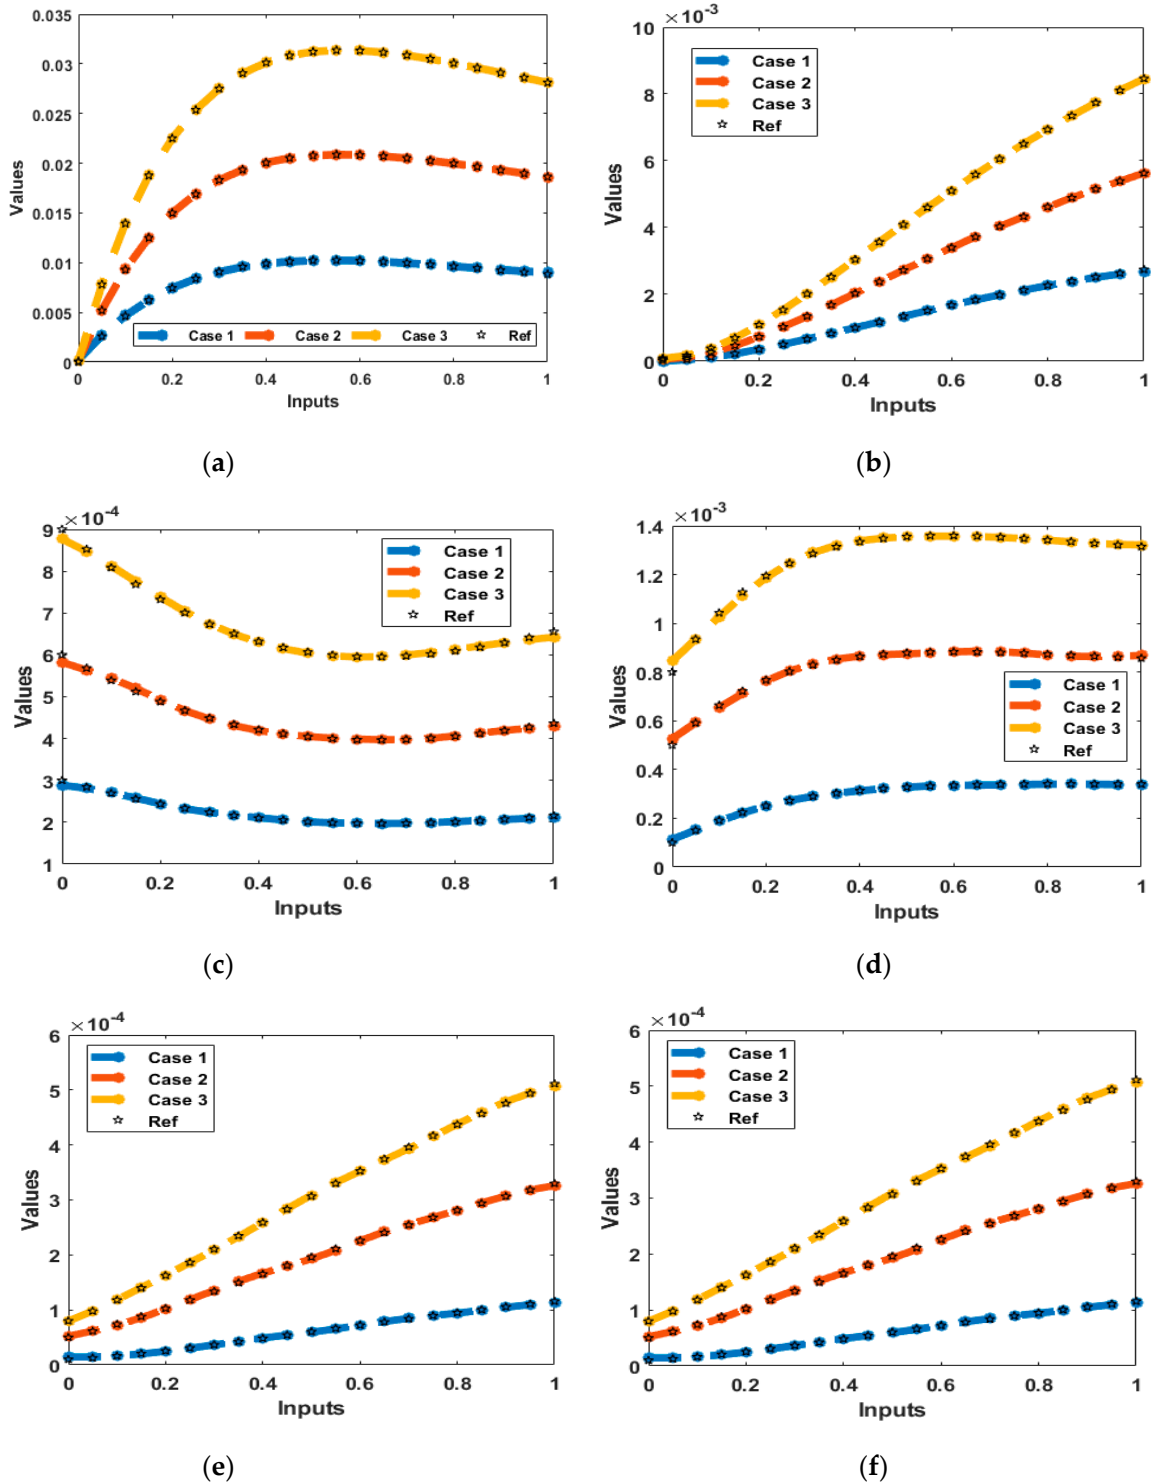 0.035
0.03
0.025
0.02
0.015
0.01
0.005
0
Values
Case 1 Case 2 Case 3 Ref
0 0.2 0.4 0.6 0.8 1
Inputs
(a)
×10-3
10
8
6
4
2
0
Values
Case 1
Case 2
Case 3
Ref
0 0.2 0.4 0.6 0.8 1
Inputs
(b)
×10-4
9
8
7
6
5
4
3
2
1
Values
Case 1
Case 2
Case 3
Ref
0 0.2 0.4 0.6 0.8 1
Inputs
(c)
×10-3
1.4
1.2
1
0.8
0.6
0.4
0.2
0
Values
Case 1
Case 2
Case 3
Ref
0 0.2 0.4 0.6 0.8 1
Inputs
(d)
×10-4
6
5
4
3
2
1
0
Values
Case 1
Case 2
Case 3
Ref
0 0.2 0.4 0.6 0.8 1
Inputs
(e)
×10-4
6
5
4
3
2
1
0
Values
Case 1
Case 2
Case 3
Ref
0 0.2 0.4 0.6 0.8 1
Inputs
(f)